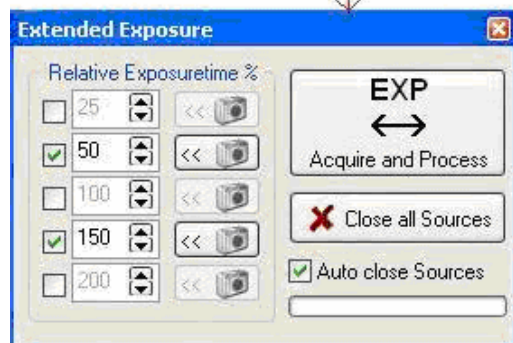 Extended Exposure
Relative Exposuretime %
25 <<
50 <<
100 <<
150 <<
200 <<
EXP
Acquire and Process
Close all Sources
Auto close Sources